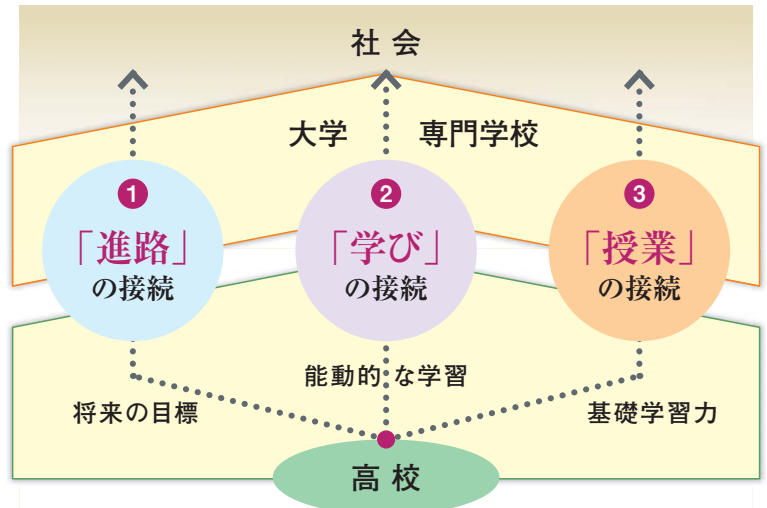 社会
大学 専門学校
1
「進路」
の接続
2
「学び」
の接続
3
「授業」
の接続
能動的な学習
将来の目標
基礎学習力
高校